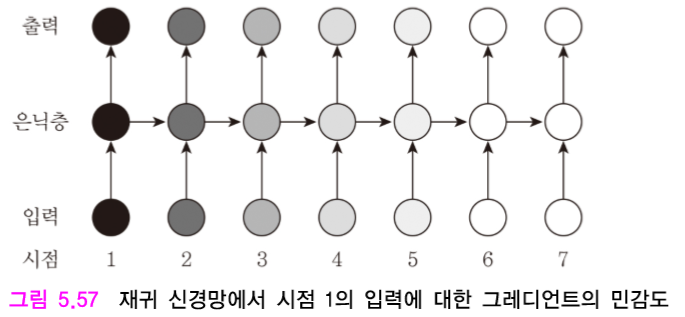 출력
은닉층
입력
시점 1 2 3 4 5 6 7
그림 5.57 재귀 신경망에서 시점 1의 입력에 대한 그레디언트의 민감도